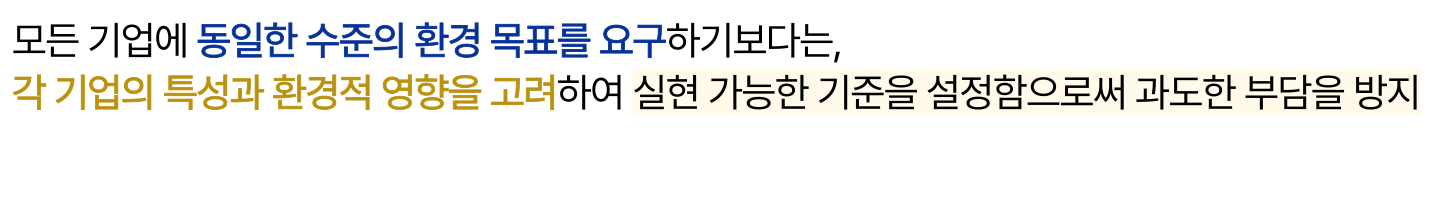 모든 기업에 동일한 수준의 환경 목표를 요구하기보다는,
각 기업의 특성과 환경적 영향을 고려하여 실현 가능한 기준을 설정함으로써 과도한 부담을 방지